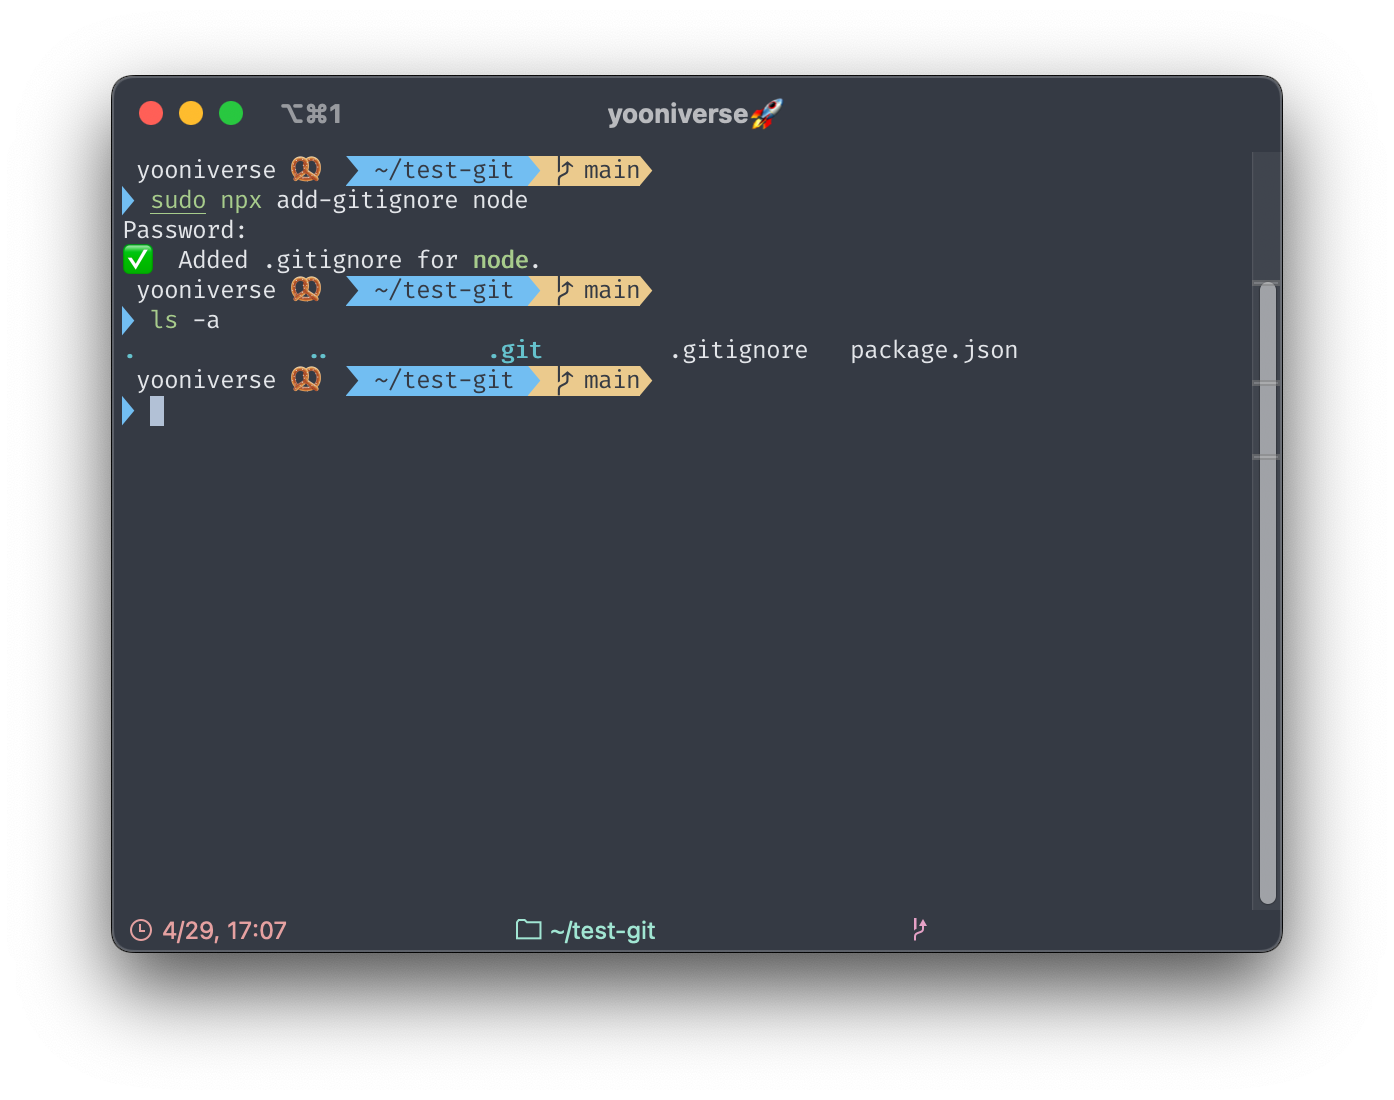 ⌥⌘1 yooniverse🚀
yooniverse 🥨 ~/test-git main
sudo npx add-gitignore node
Password:
✅ Added .gitignore for node.
yooniverse 🥨 ~/test-git main
ls -a
. .. .git .gitignore package.json
yooniverse 🥨 ~/test-git main
4/29, 17:07 ~/test-git